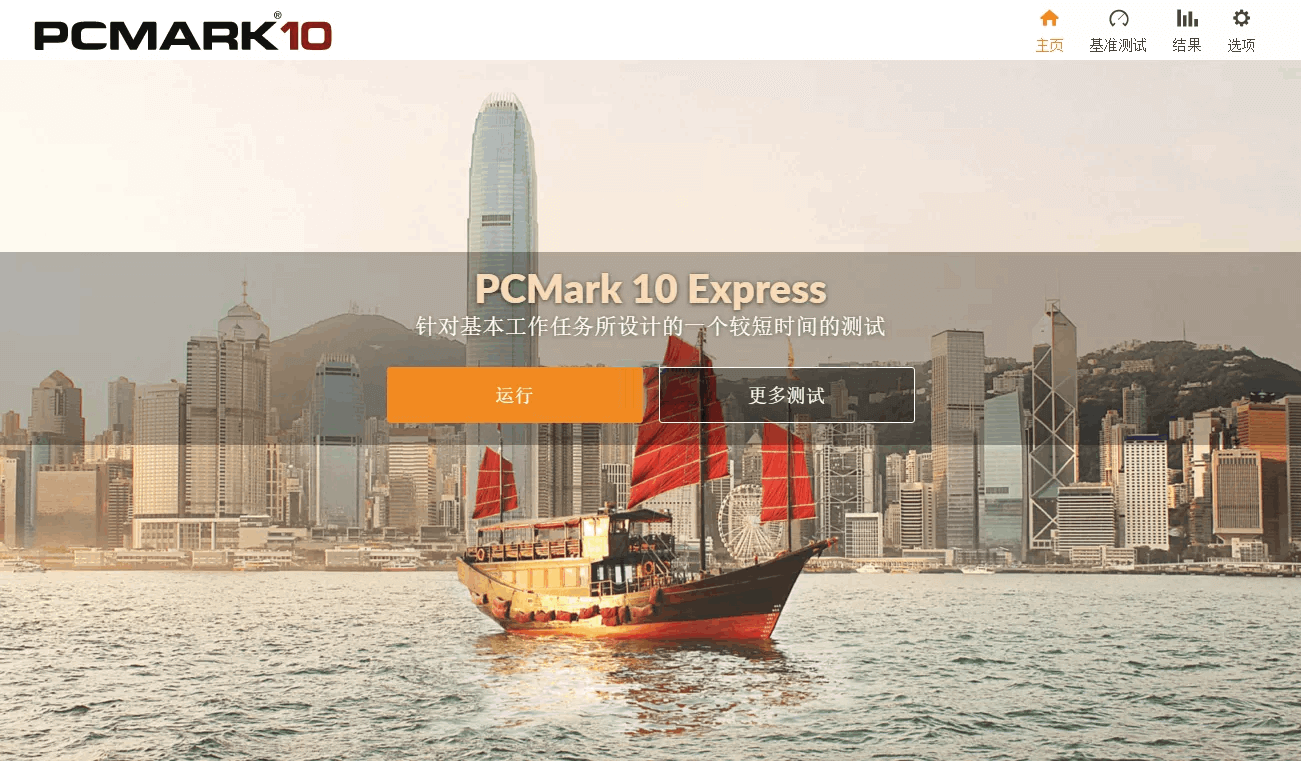 PCMARK®10
主页
基准测试
结果
选项
PCMark 10 Express
针对基本工作任务所设计的一个较短时间的测试
运行
更多测试